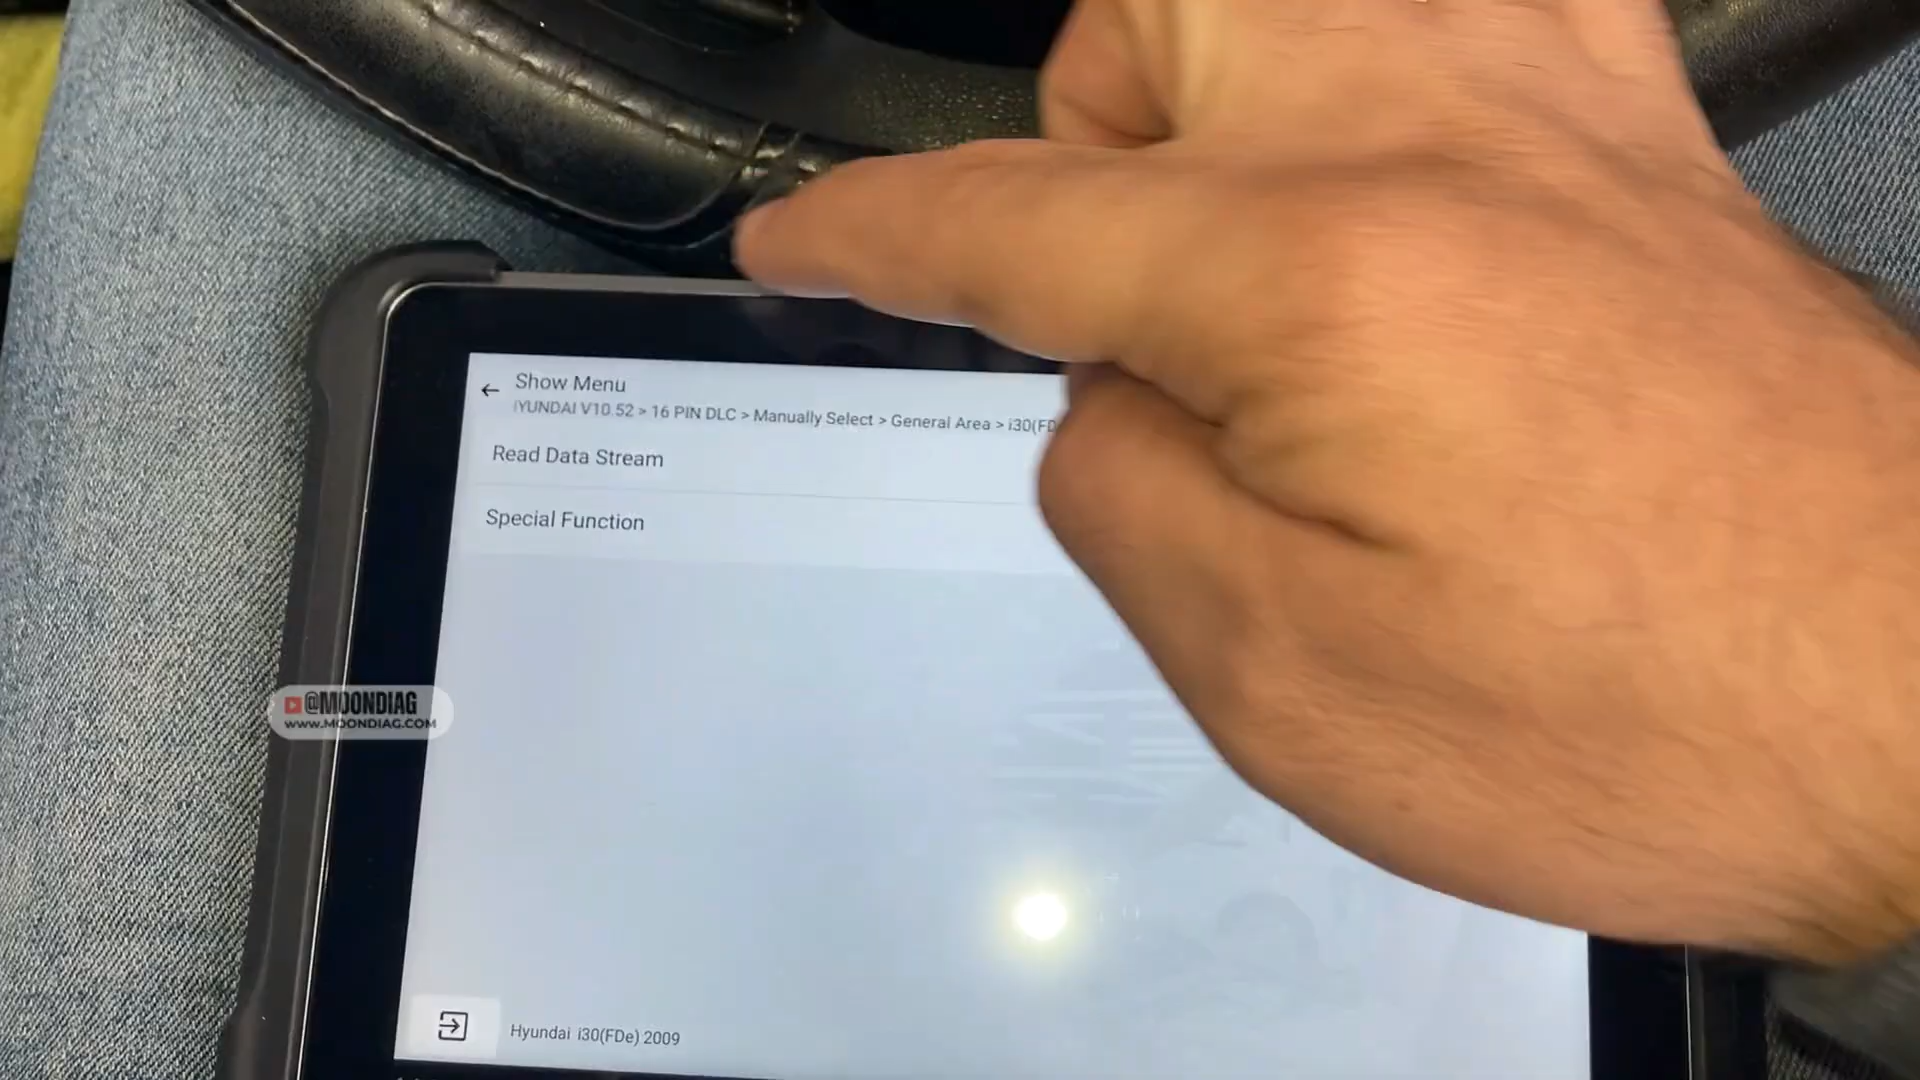 Show Menu
IYUNDAI V10.52 > 16 PIN DLC > Manually Select > General Area > i30(FD
Read Data Stream
Special Function
@MOONDIAG
www.MOONDIAG.COM
Hyundai i30(FDe) 2009